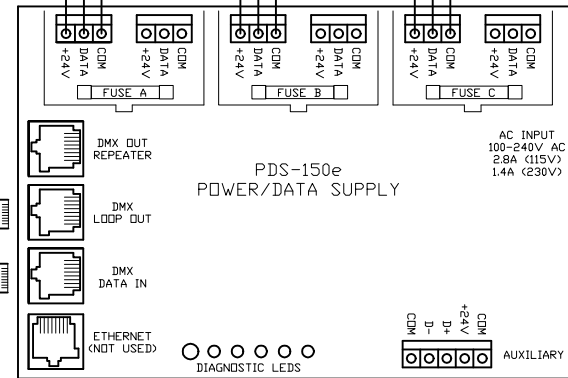 +24V DATA COM +24V DATA COM +24V DATA COM +24V DATA COM +24V DATA COM +24V DATA COM
FUSE A FUSE B FUSE C
DMX OUT
REPEATER
AC INPUT
100-240V AC
2.8A (115V)
1.4A (230V)
PDS-150e
POWER/DATA SUPPLY
DMX
LOOP OUT
DMX
DATA IN
ETHERNET
(NOT USED)
DIAGNOSTIC LEDS
COM D- D+ +24V COM
AUXILIARY